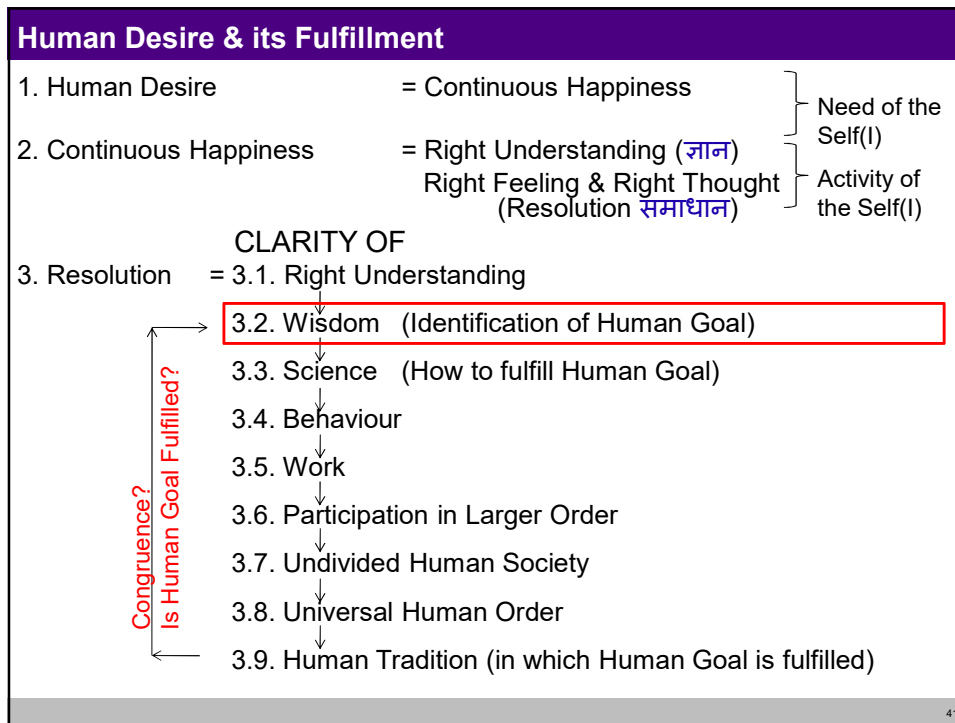 Human Desire & its Fulfillment
1. Human Desire = Continuous Happiness
Need of the
Self(I)
2. Continuous Happiness = Right Understanding (ज्ञान)
Right Feeling & Right Thought
(Resolution समाधान)
Activity of
the Self(I)
CLARITY OF
3. Resolution = 3.1. Right Understanding
3.2. Wisdom (Identification of Human Goal)
3.3. Science (How to fulfill Human Goal)
3.4. Behaviour
3.5. Work
3.6. Participation in Larger Order
3.7. Undivided Human Society
3.8. Universal Human Order
3.9. Human Tradition (in which Human Goal is fulfilled)
Congruence?
Is Human Goal Fulfilled?